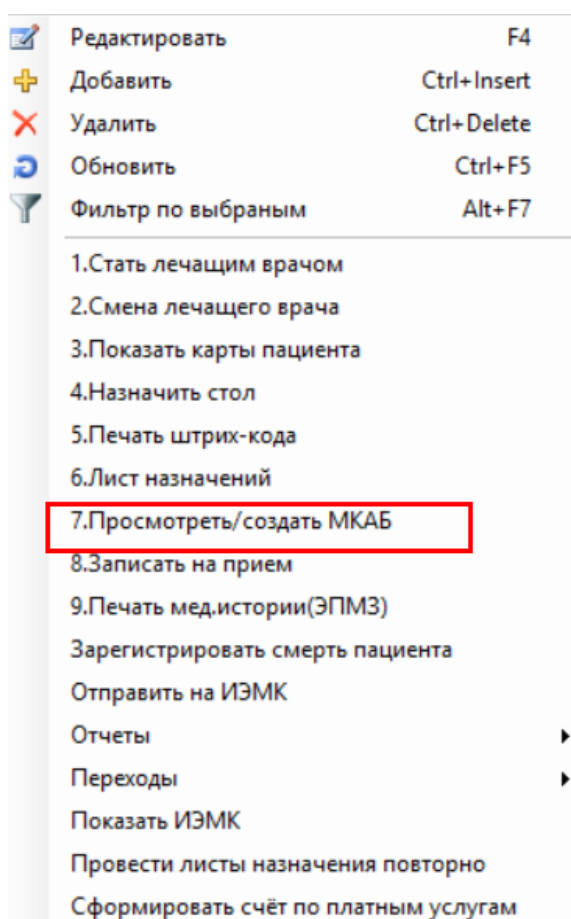 Редактировать F4
Добавить Ctrl+Insert
Удалить Ctrl+Delete
Обновить Ctrl+F5
Фильтр по выбраным Alt+F7
1.Стать лечащим врачом
2.Смена лечащего врача
3.Показать карты пациента
4.Назначить стол
5.Печать штрих-кода
6.Лист назначений
7.Просмотреть/создать МКАБ
8.Записать на прием
9.Печать мед.истории(ЭПМЗ)
Зарегистрировать смерть пациента
Отправить на ИЭМК
Отчеты
Переходы
Показать ИЭМК
Провести листы назначения повторно
Сформировать счёт по платным услугам